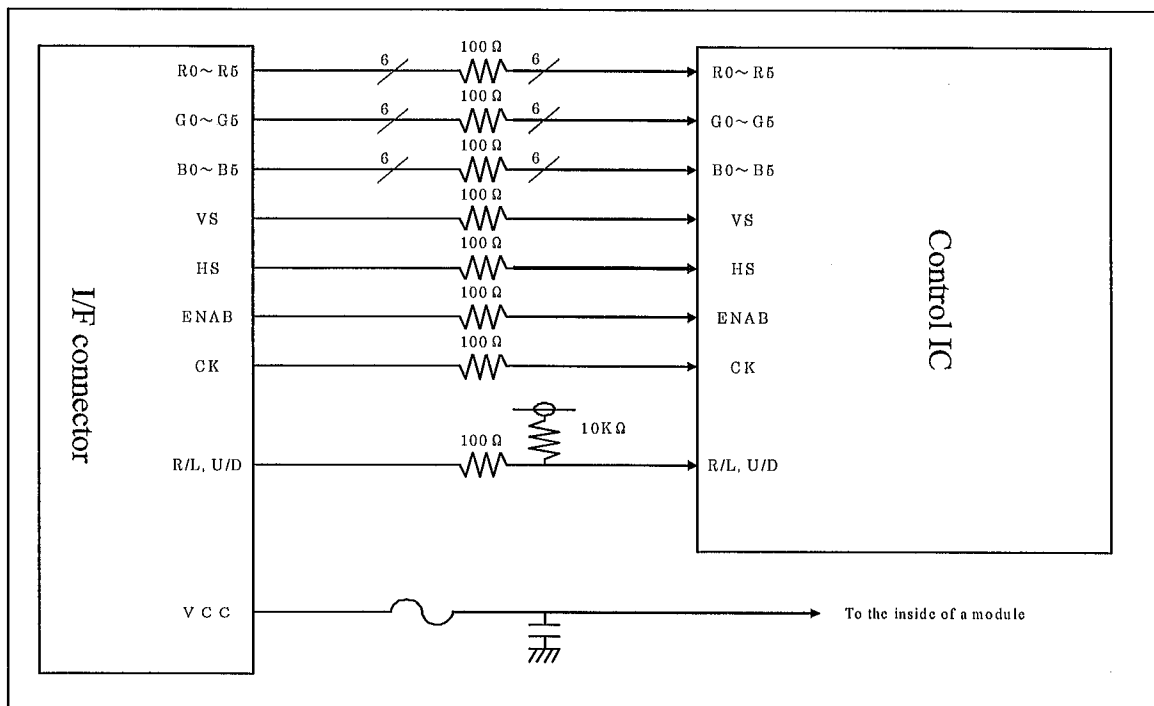 I/F connector
Control IC
R0~R5 6 100Ω 6 R0~R5
G0~G5 6 100Ω 6 G0~G5
B0~B5 6 100Ω 6 B0~B5
VS 100Ω VS
HS 100Ω HS
ENAB 100Ω ENAB
CK 100Ω CK
10KΩ
R/L, U/D 100Ω R/L, U/D
VCC To the inside of a module